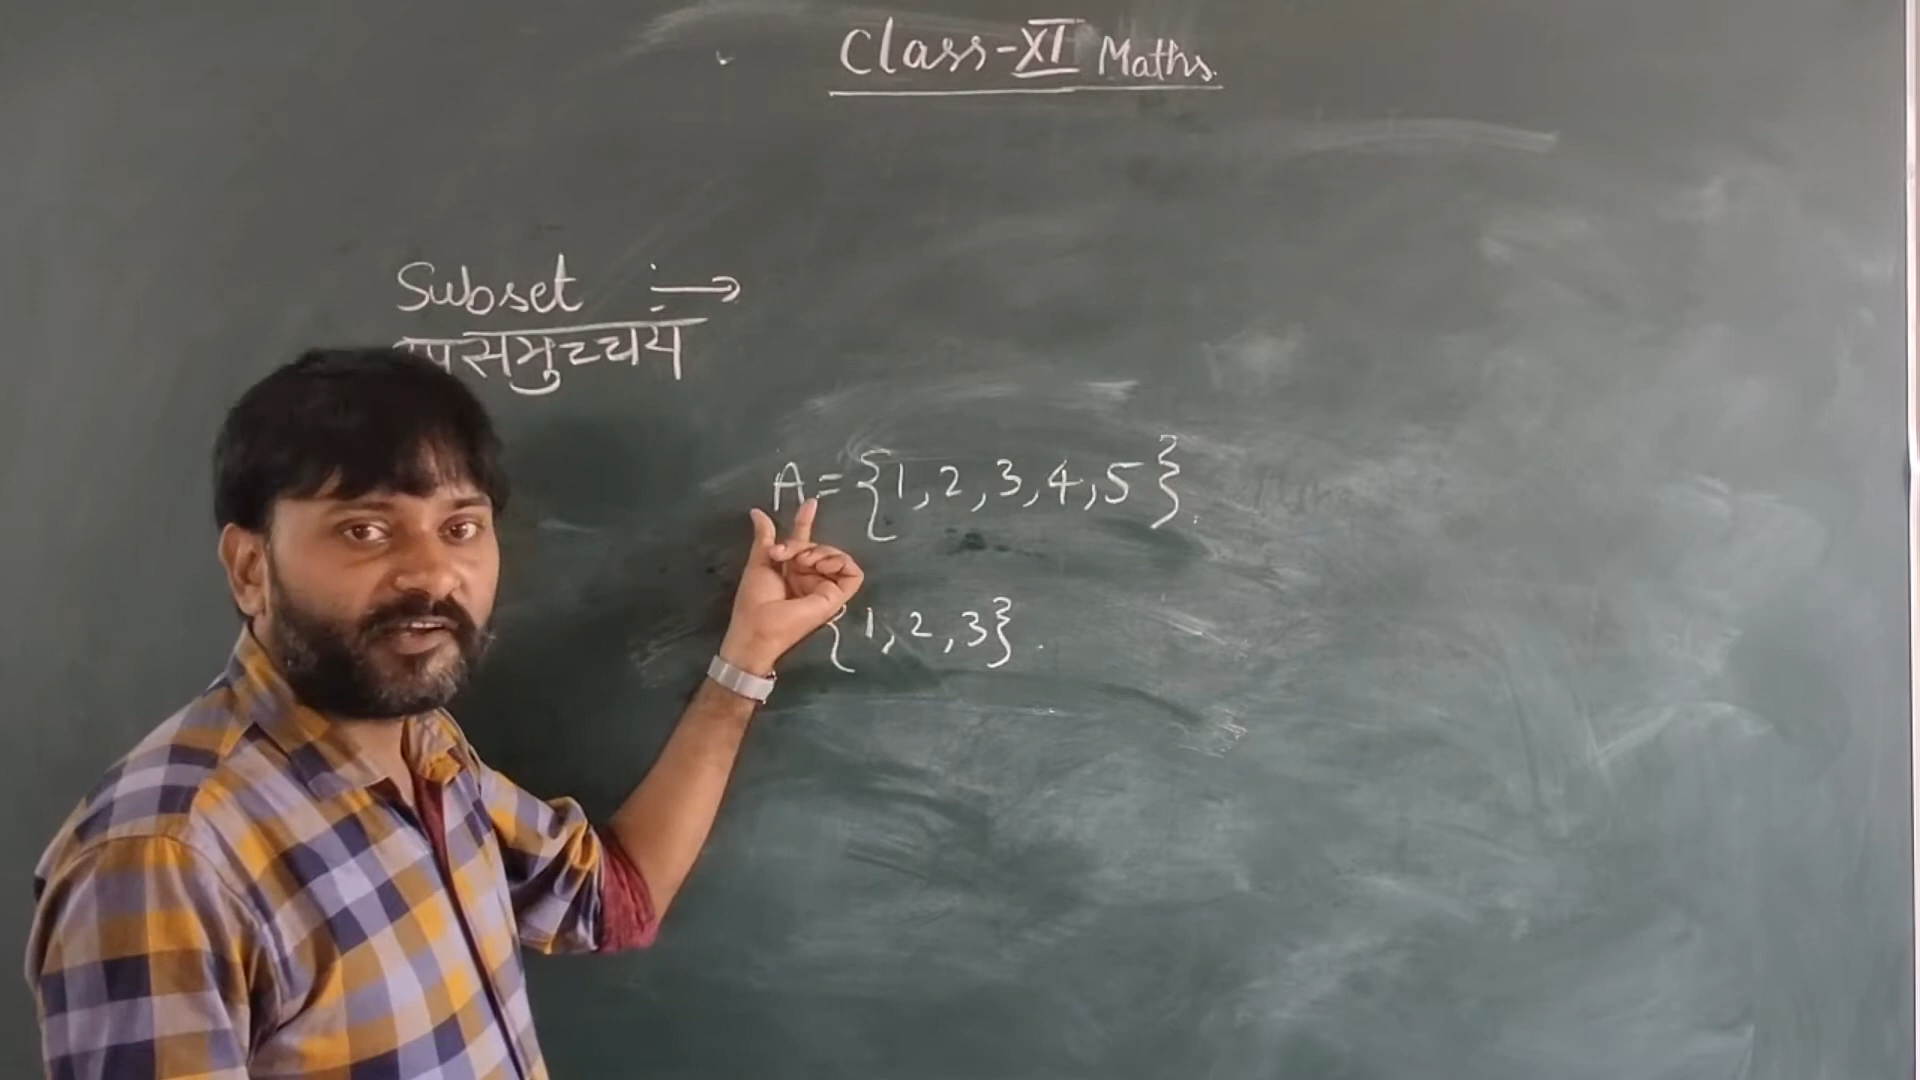 Class-XI Maths.
Subset :→
उपसमुच्चय
A = {1, 2, 3, 4, 5}.
{1, 2, 3}.